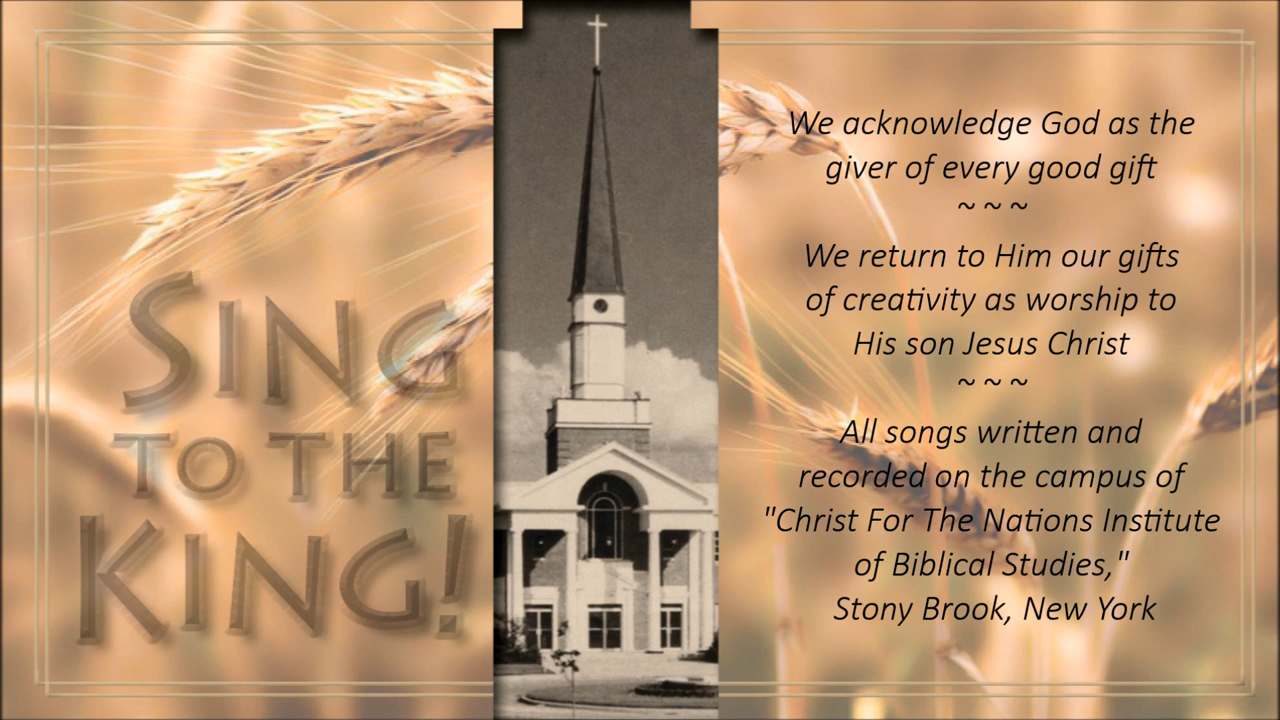 SING
TO THE
KING!
We acknowledge God as the
giver of every good gift
~ ~ ~
We return to Him our gifts
of creativity as worship to
His son Jesus Christ
~ ~ ~
All songs written and
recorded on the campus of
"Christ For The Nations Institute
of Biblical Studies,"
Stony Brook, New York